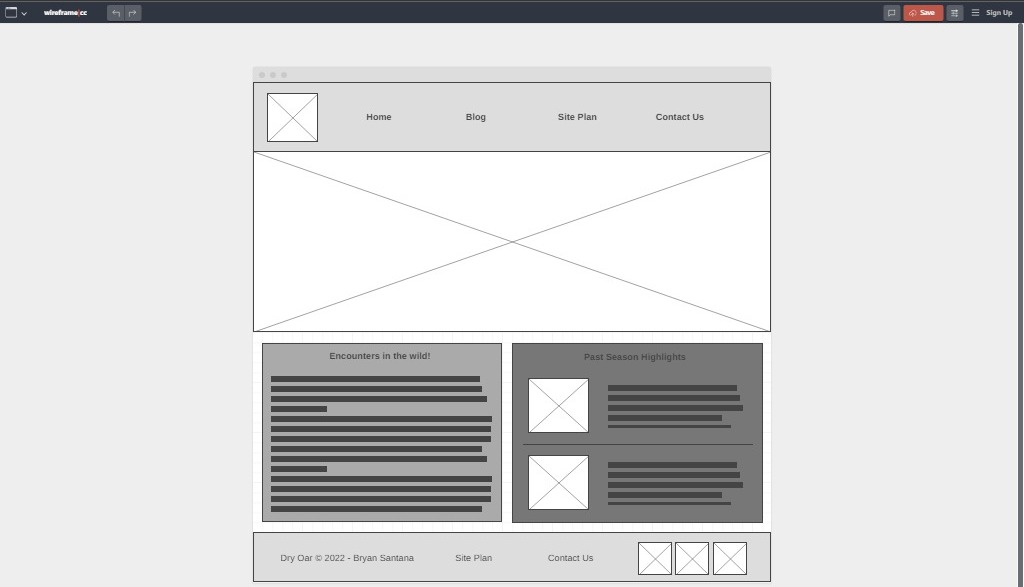 wireframe|cc
Save
Sign Up
Home
Blog
Site Plan
Contact Us
Encounters in the wild!
Past Season Highlights
Dry Oar © 2022 - Bryan Santana
Site Plan
Contact Us